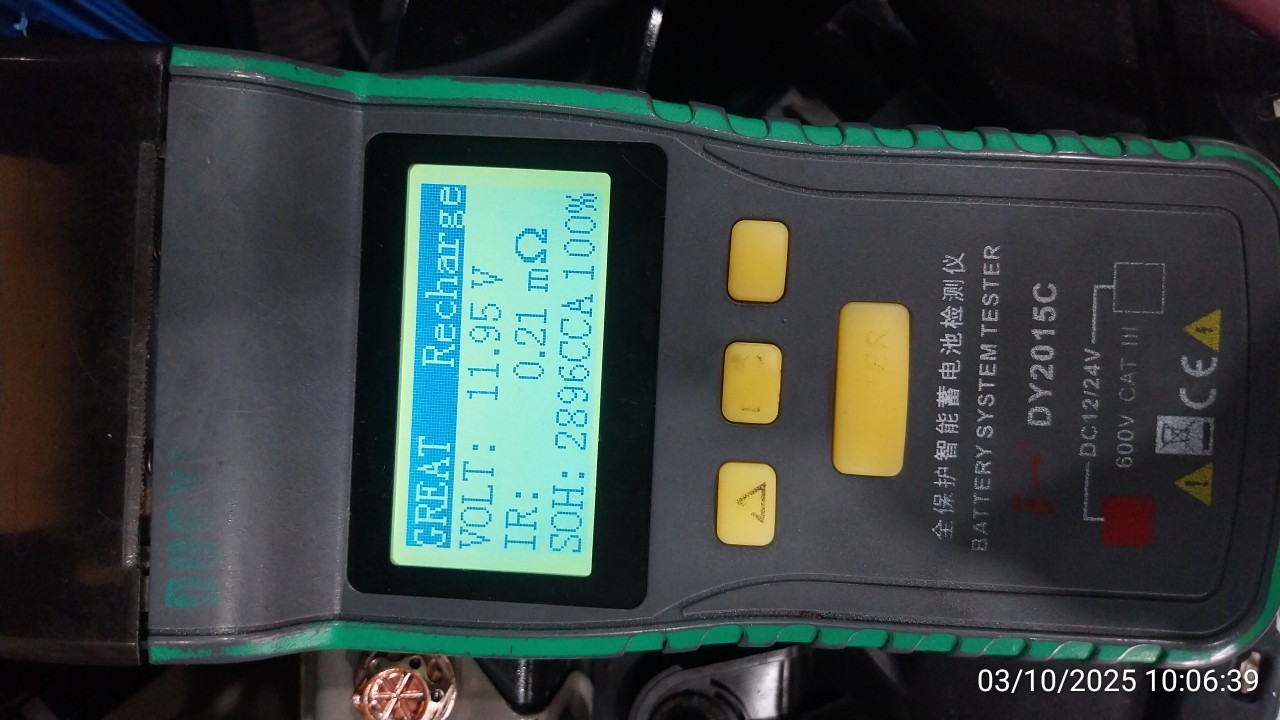 GREAT Recharge
VOLT: 11.95 V
IR: 0.21 mΩ
SOH: 2896CCA 100%
全保护智能蓄电池检测仪
BATTERY SYSTEM TESTER
DY2015C
DC12/24V
600V CAT III
CE
03/10/2025 10:06:39